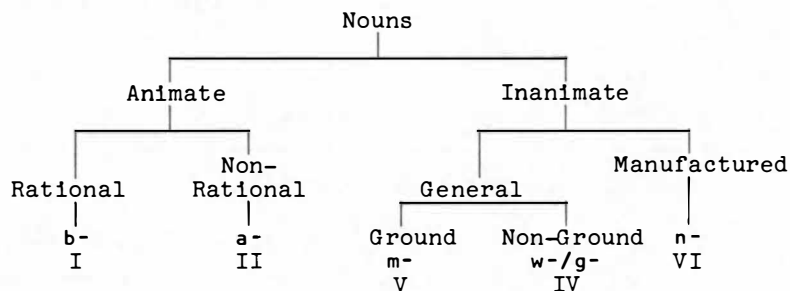 Nouns
Animate Inanimate
Non- Manufactured
Rational Rational General
b- a- Ground Non-Ground n-
I II m- w-/g- VI
V IV